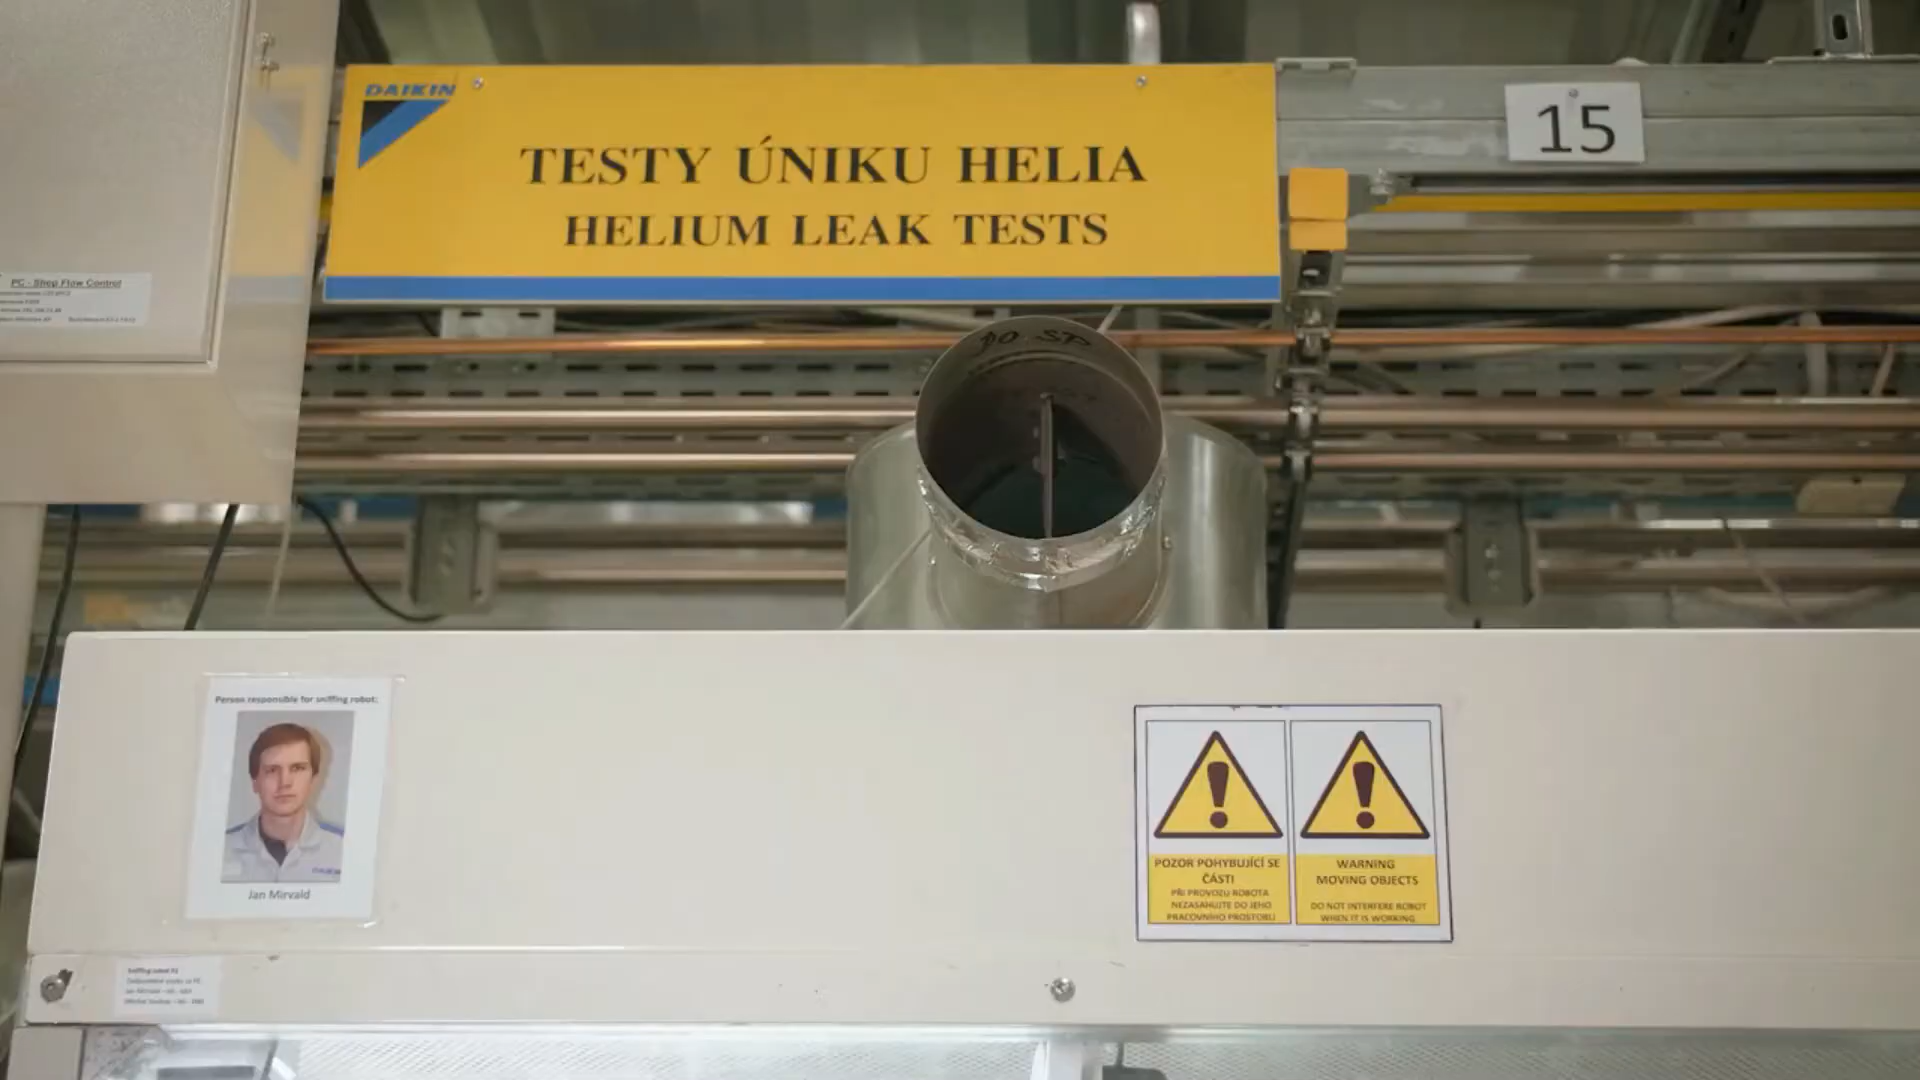 DAIKIN
TESTY ÚNIKU HELIA
HELIUM LEAK TESTS
15
PC - Shop Flow Control
Person responsible for sniffing robot:
DAIKIN
Jan Mirvald
POZOR POHYBUJÍCÍ SE
ČÁSTI
PŘI PROVOZU ROBOTA
NEZASAHUJTE DO JEHO
PRACOVNÍHO PROSTORU
WARNING
MOVING OBJECTS
DO NOT INTERFERE ROBOT
WHEN IT IS WORKING